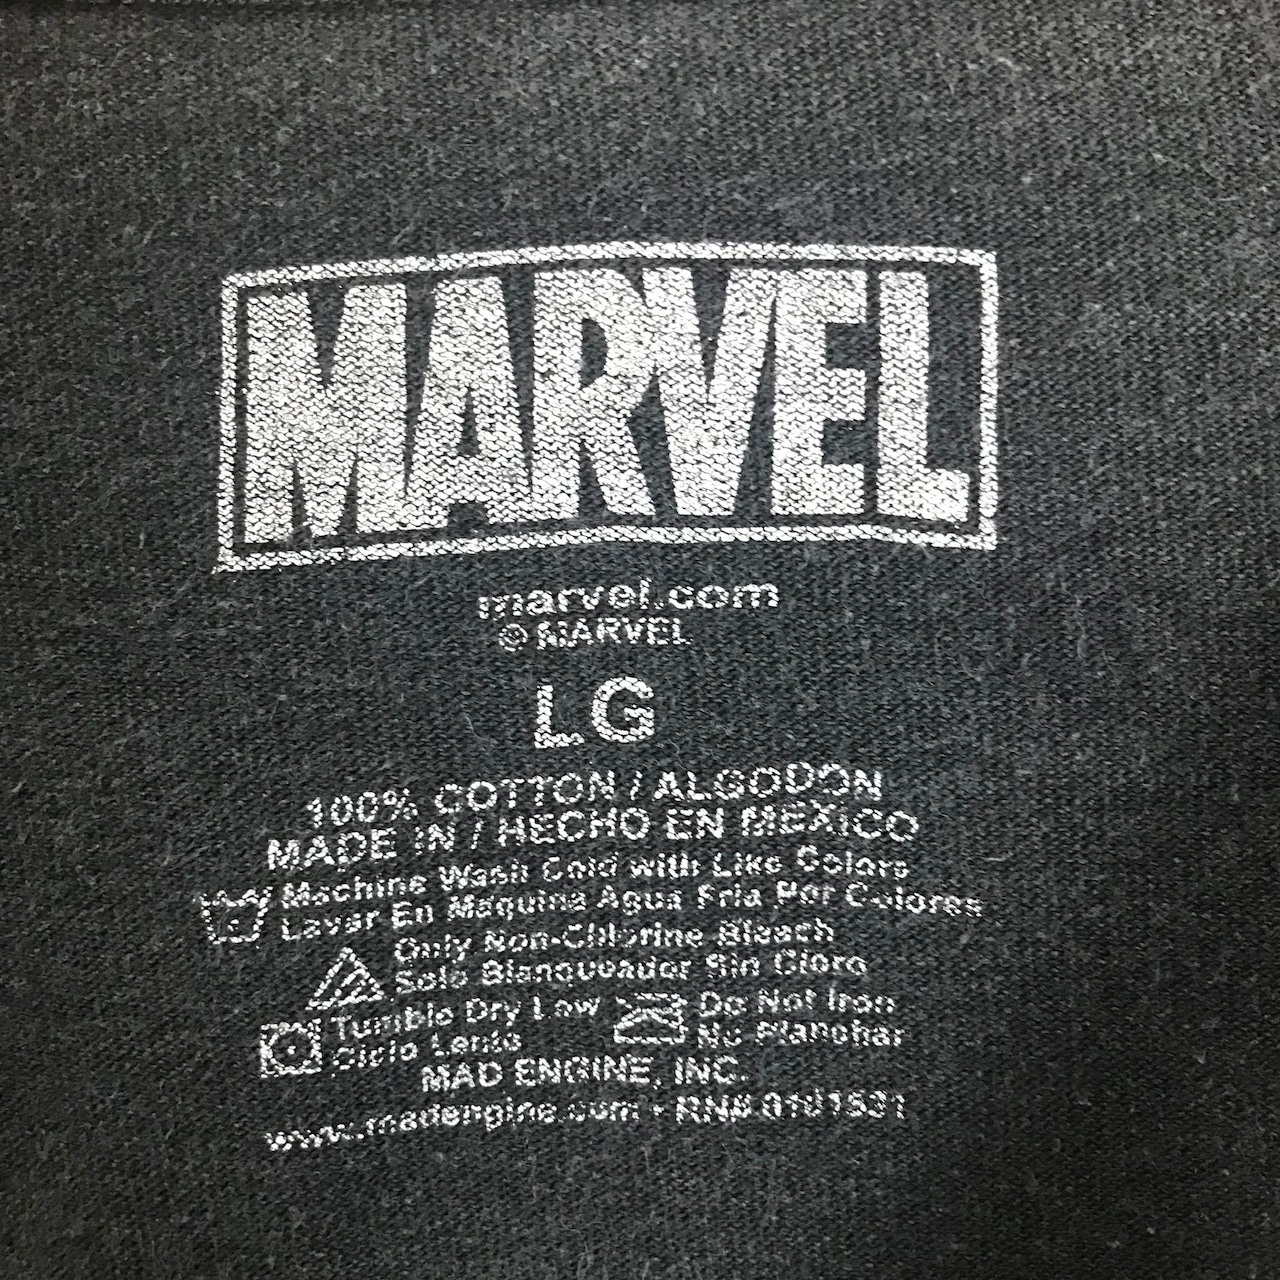 MARVEL
marvel.com
© MARVEL
LG
100% COTTON / ALGODON
MADE IN / HECHO EN MEXICO
Machine Wash Cold with Like Colors
Lavar En Maquina Agua Fria Por Colores
Only Non-Chlorine Bleach
Solo Blanqueador Sin Cloro
Tumble Dry Low
Ciclo Lento
Do Not Iron
No Planchar
MAD ENGINE, INC.
www.madengine.com • RN# 0101531